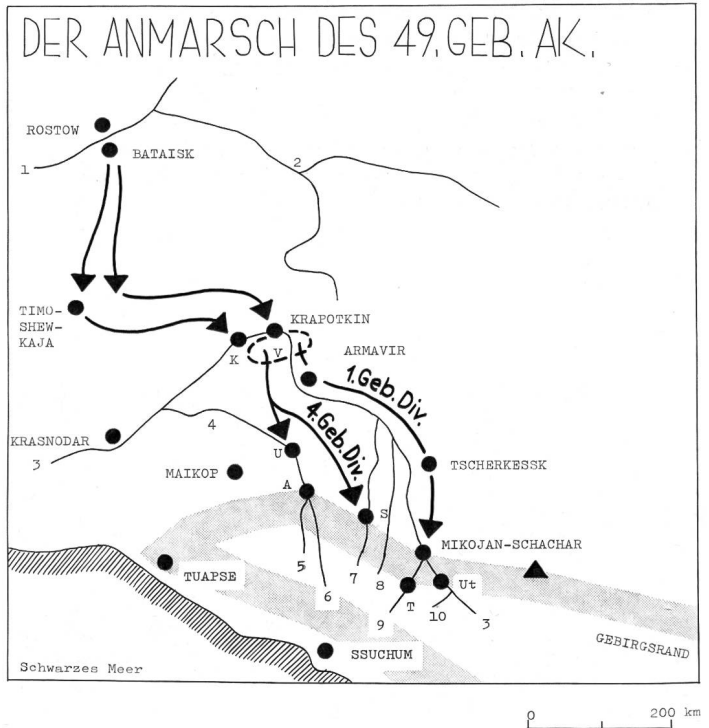 DER ANMARSCH DES 49.GEB.AK.
ROSTOW
BATAISK
1
2
TIMO-
SHEW-
KAJA
KRAPOTKIN
K
V
ARMAVIR
1.Geb.Div.
4.Geb.Div.
KRASNODAR
3
4
U
MAIKOP
A
TSCHERKESSK
S
MIKOJAN-SCHACHAR
5
6
7
8
TUAPSE
T
Ut
9
10
3
GEBIRGSRAND
SSUCHUM
Schwarzes Meer
0
200 km